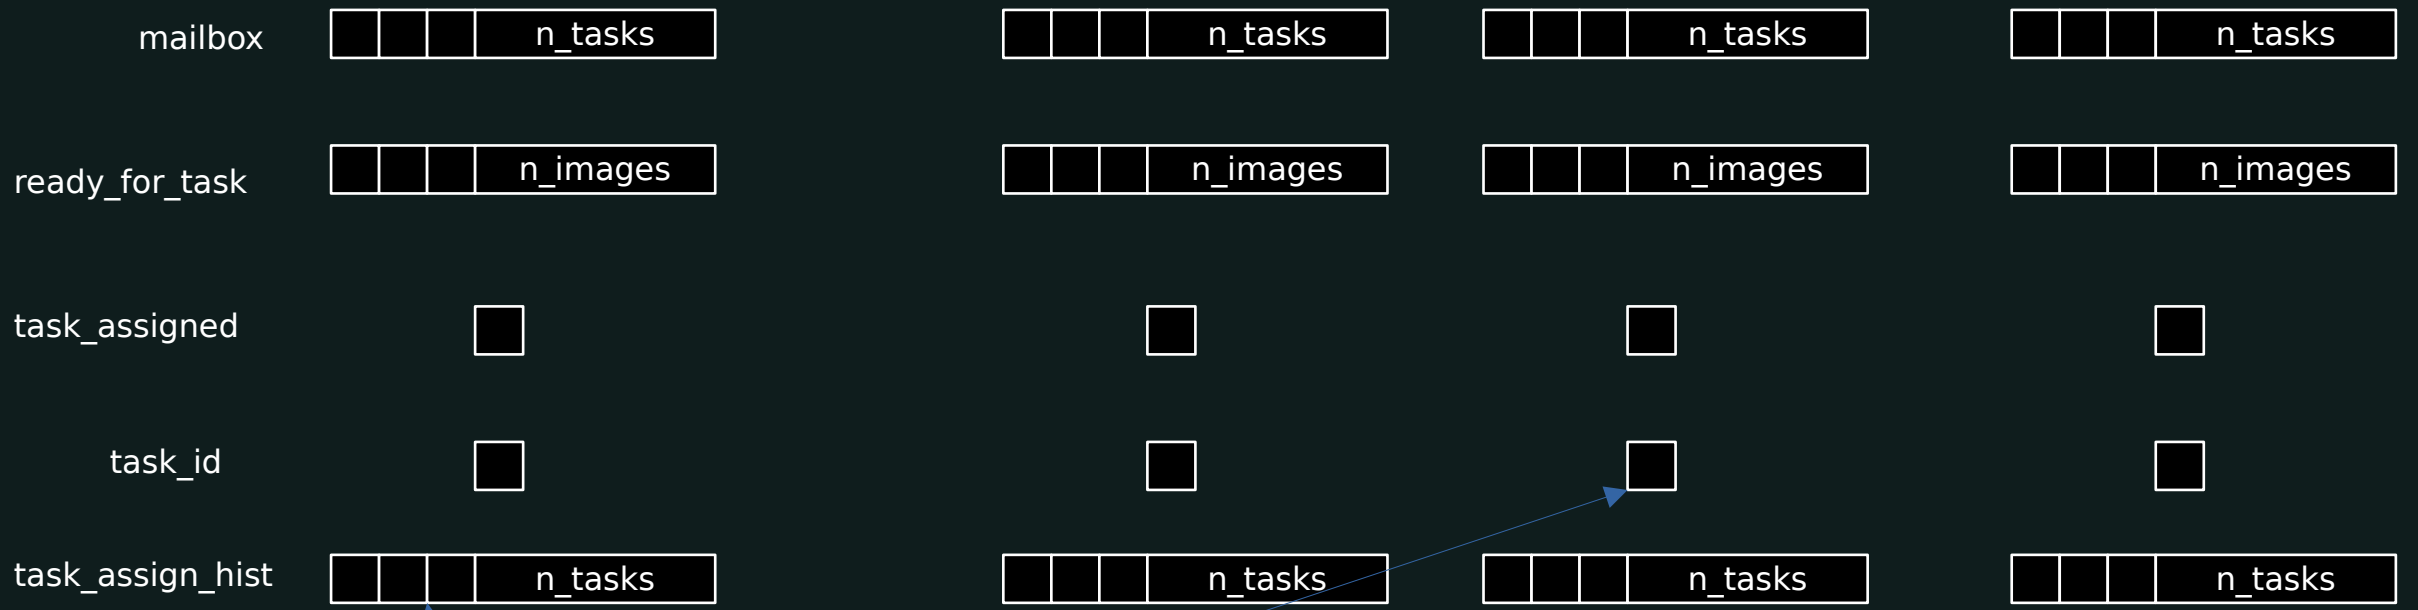 mailbox n_tasks n_tasks n_tasks n_tasks
ready_for_task n_images n_images n_images n_images
task_assigned
task_id
task_assign_hist n_tasks n_tasks n_tasks n_tasks